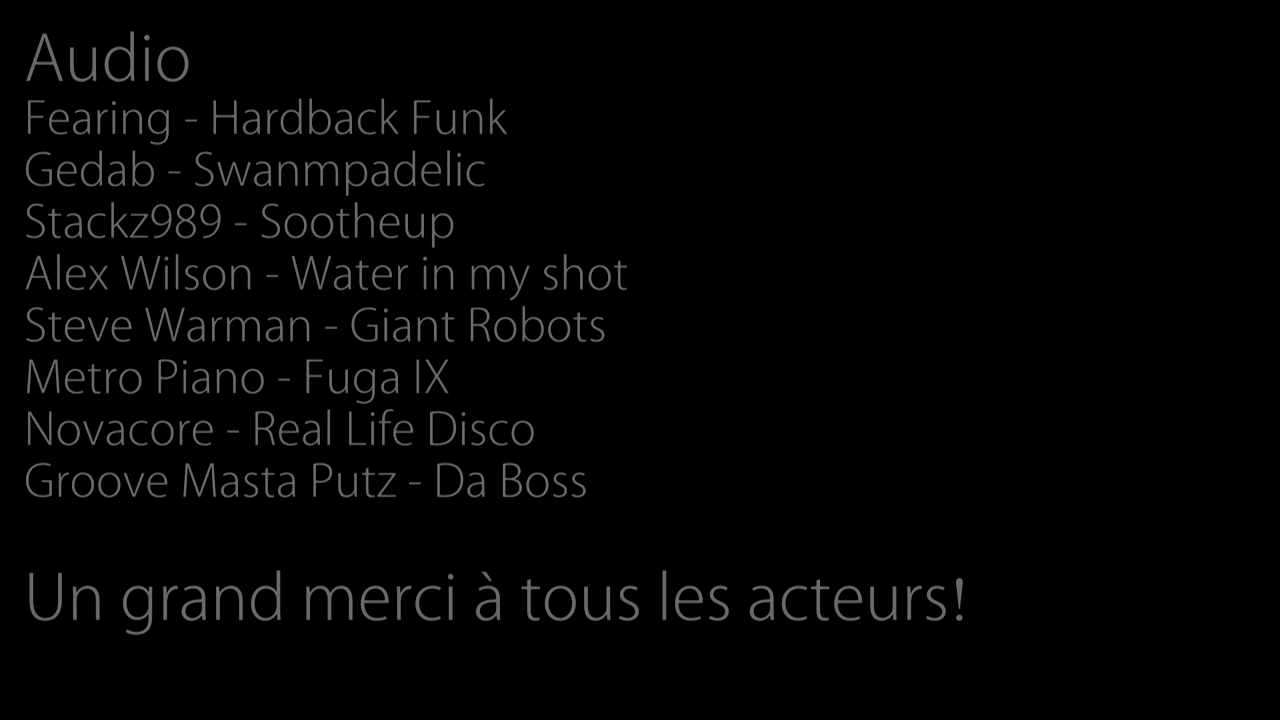 Audio
Fearing - Hardback Funk
Gedab - Swanmpadelic
Stackz989 - Sootheup
Alex Wilson - Water in my shot
Steve Warman - Giant Robots
Metro Piano - Fuga IX
Novacore - Real Life Disco
Groove Masta Putz - Da Boss
Un grand merci à tous les acteurs!